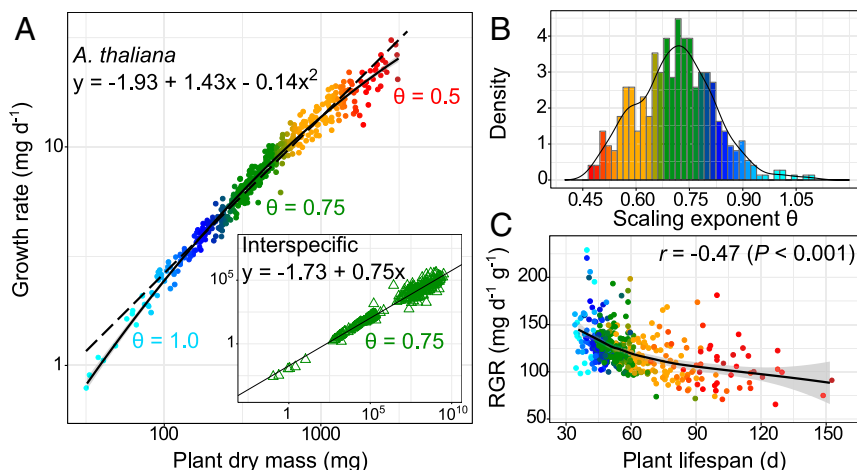 A
A. thaliana
y = -1.93 + 1.43x - 0.14x²
θ = 0.5
θ = 0.75
θ = 1.0
10
1
Growth rate (mg d⁻¹)
100
1000
Plant dry mass (mg)
Interspecific
y = -1.73 + 0.75x
θ = 0.75
10⁵
1
1
10⁵
10¹⁰
B
Density
4
3
2
1
0
0.45
0.60
0.75
0.90
1.05
Scaling exponent θ
C
r = -0.47 (P < 0.001)
RGR (mg d⁻¹ g⁻¹)
200
150
100
50
30
60
90
120
150
Plant lifespan (d)